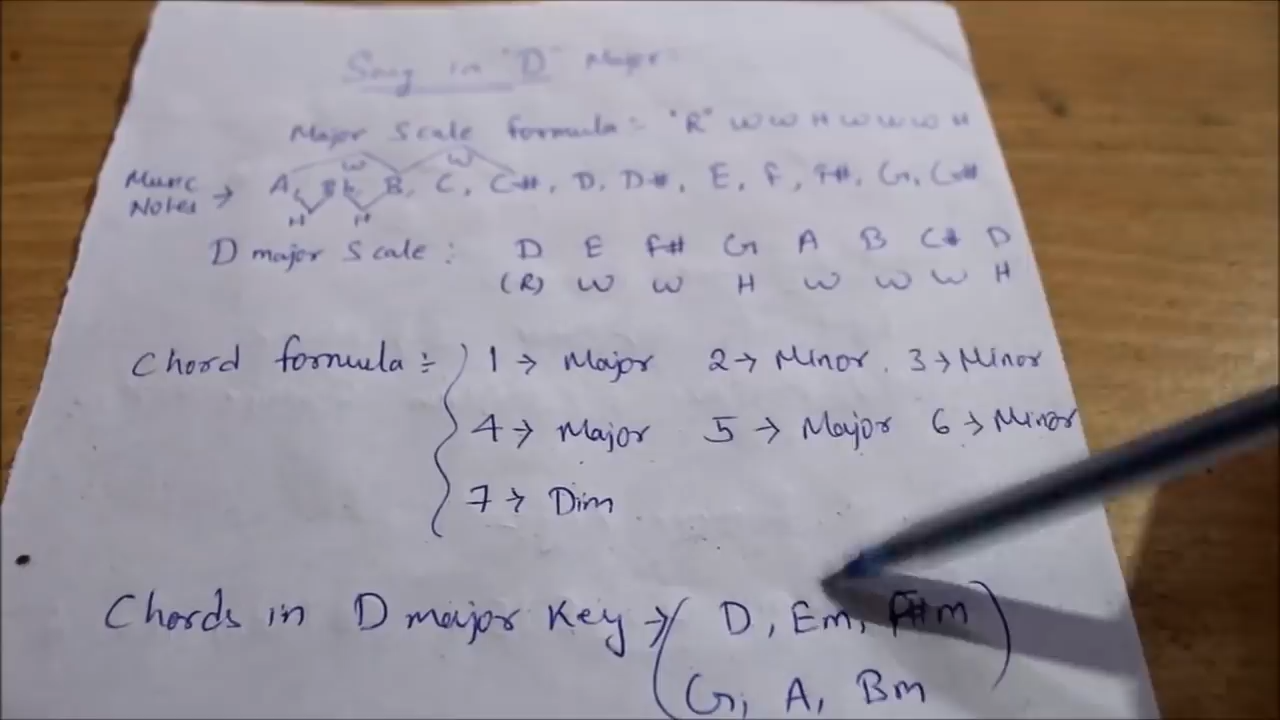 Song in "D" Major
Major Scale formula :- "R" W W H W W W H
W W
Music Notes → A, Bb, B, C, C#, D, D#, E, F, F#, G, G#
H H
D major Scale : D E F# G A B C# D
(R) W W H W W W H
Chord formula :- 1 → Major 2 → Minor. 3 → Minor
4 → Major 5 → Major 6 → Minor
7 → Dim
Chords in D major Key → (D, Em, F#m)
G, A, Bm